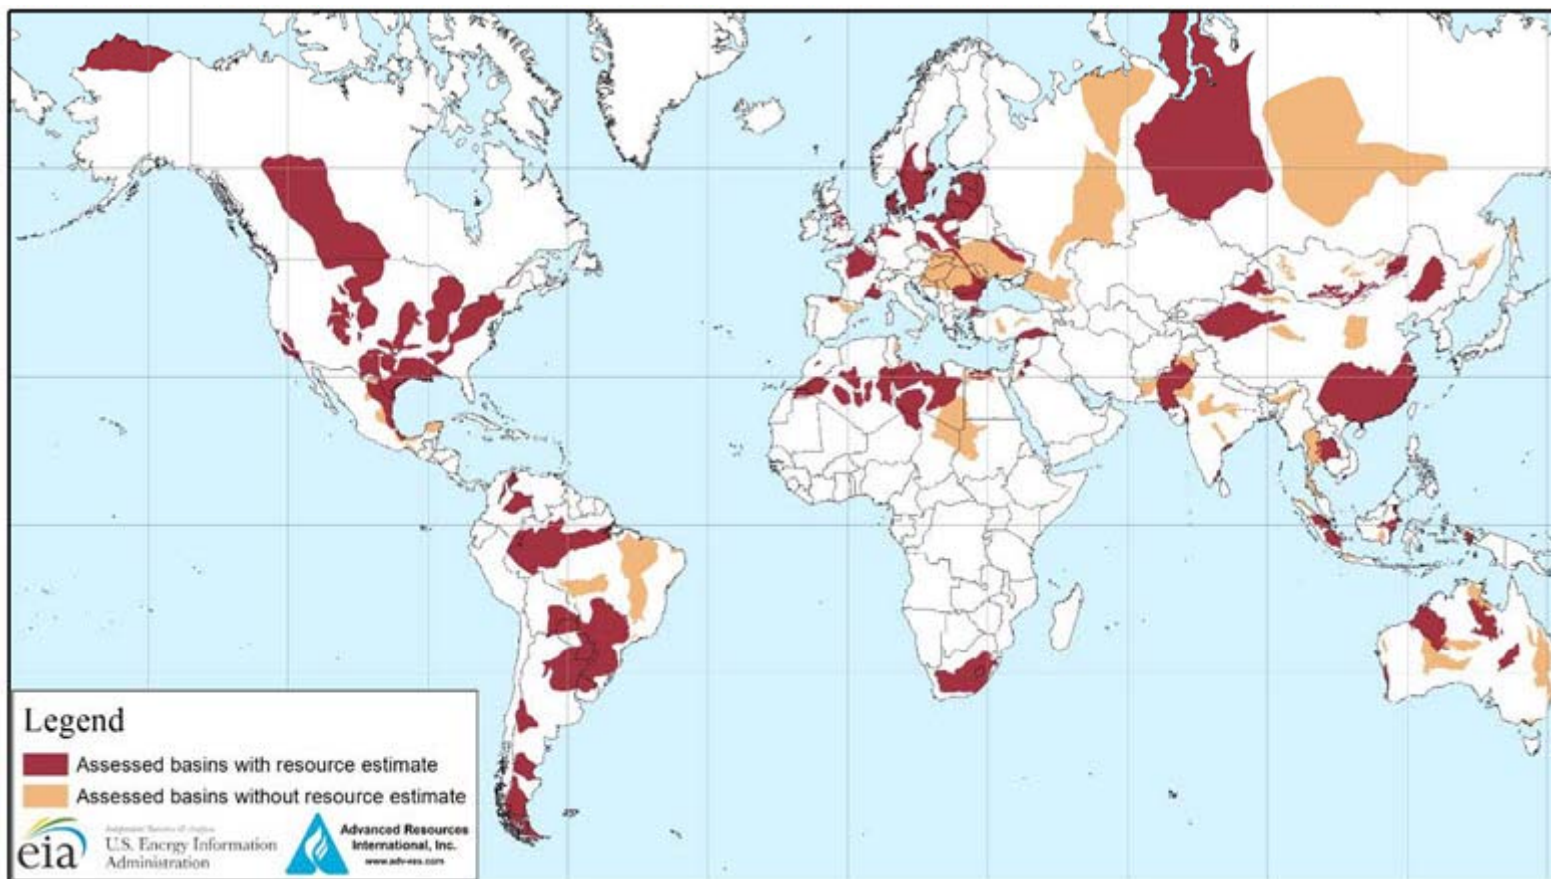 Legend
Assessed basins with resource estimate
Assessed basins without resource estimate
eia
U.S. Energy Information
Administration
Advanced Resources
International, Inc.
www.adv-res.com